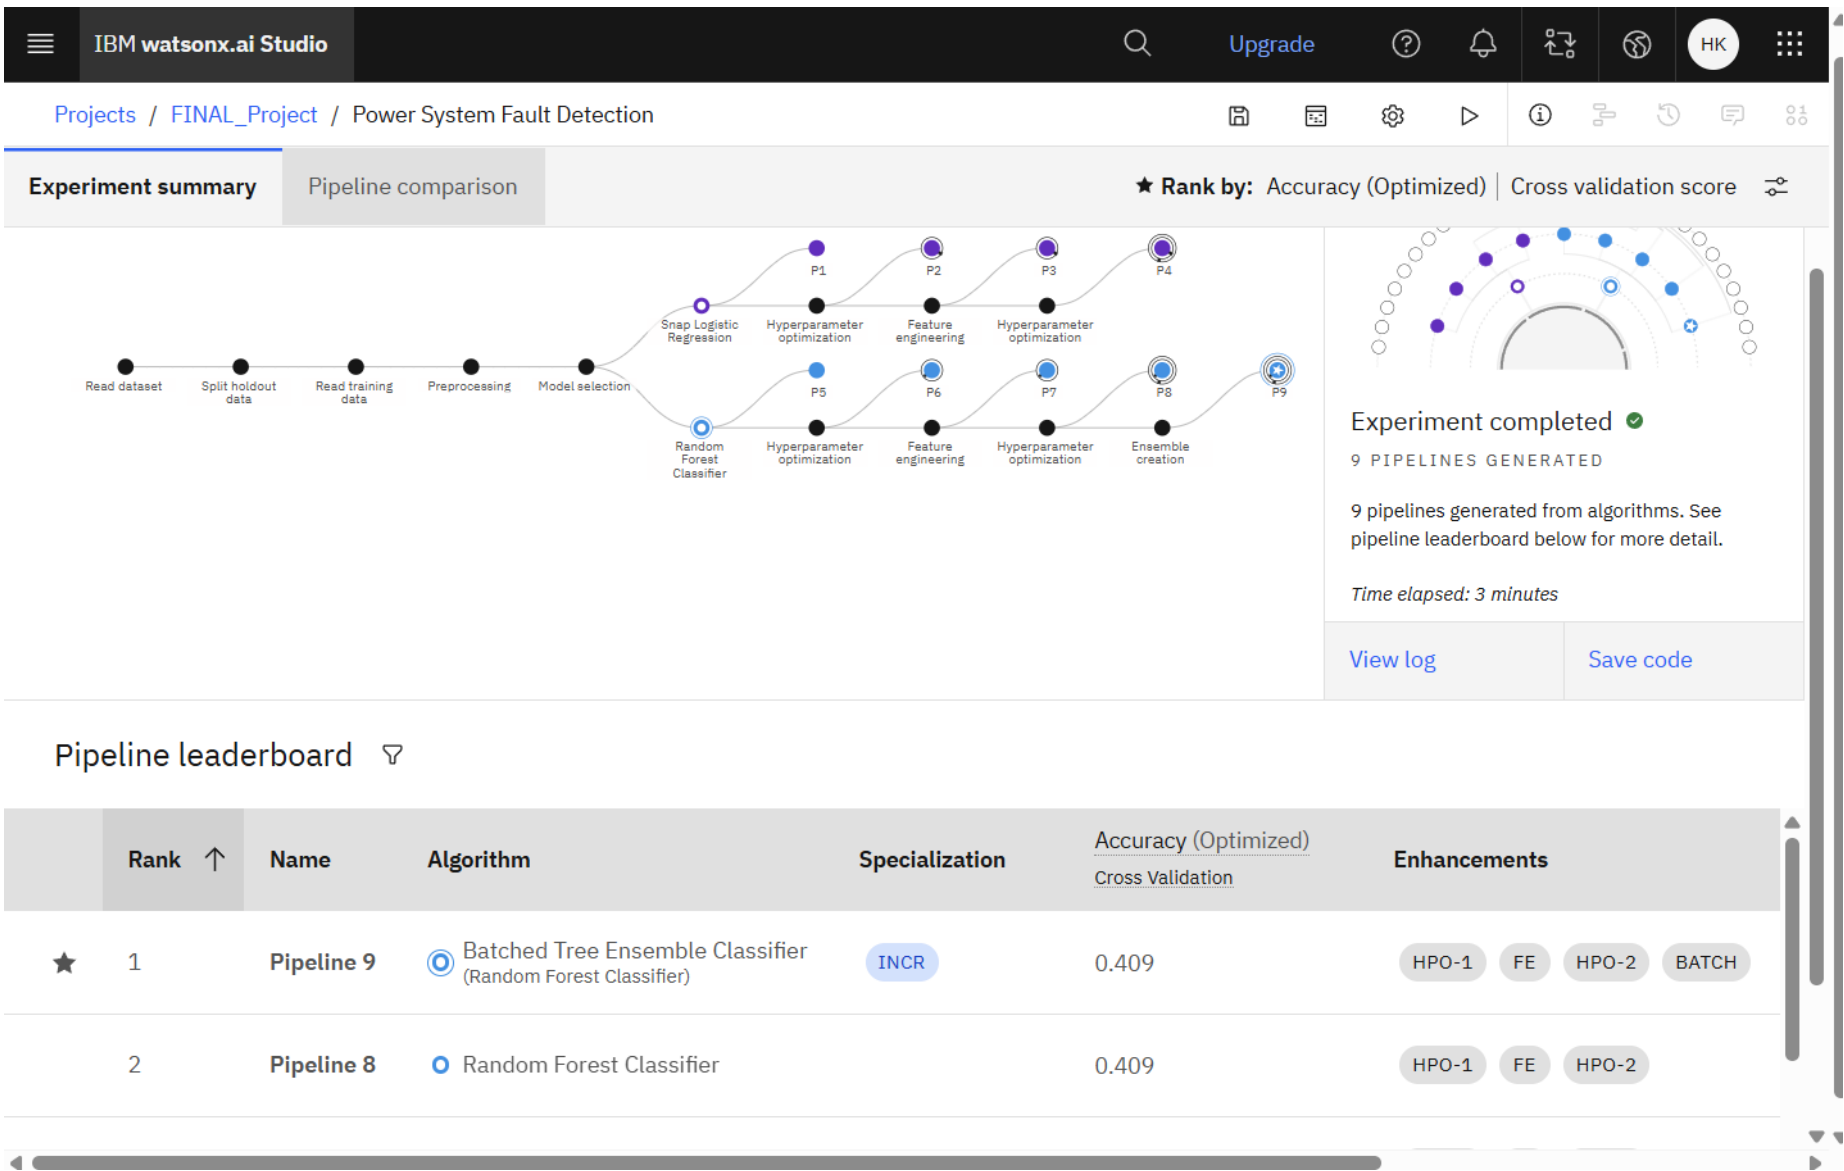 IBM watsonx.ai Studio
Upgrade
HK
Projects / FINAL_Project / Power System Fault Detection
Experiment summary
Pipeline comparison
★ Rank by: Accuracy (Optimized) | Cross validation score
P1
P2
P3
P4
Snap Logistic
Regression
Hyperparameter
optimization
Feature
engineering
Hyperparameter
optimization
Read dataset
Split holdout
data
Read training
data
Preprocessing
Model selection
P5
P6
P7
P8
P9
Random
Forest
Classifier
Hyperparameter
optimization
Feature
engineering
Hyperparameter
optimization
Ensemble
creation
Experiment completed
9 PIPELINES GENERATED
9 pipelines generated from algorithms. See
pipeline leaderboard below for more detail.
Time elapsed: 3 minutes
View log
Save code
Pipeline leaderboard
Rank ↑
Name
Algorithm
Specialization
Accuracy (Optimized)
Cross Validation
Enhancements
★ 1 Pipeline 9 Batched Tree Ensemble Classifier
(Random Forest Classifier)
INCR 0.409 HPO-1 FE HPO-2 BATCH
2 Pipeline 8 Random Forest Classifier 0.409 HPO-1 FE HPO-2